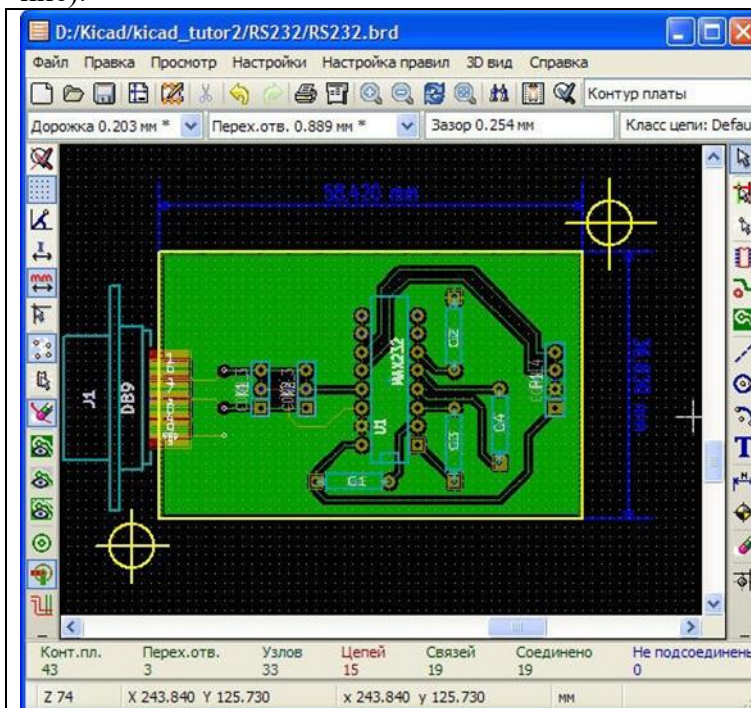 ние).
D:/Kicad/kicad_tutor2/RS232/RS232.brd
Файл Правка Просмотр Настройки Настройка правил 3D вид Справка
Контур платы
Дорожка 0.203 мм * Перех.отв. 0.889 мм * Зазор 0.254 мм Класс цепи: Defau
58,420 mm
J1
DB9
MAX232
U1
C1
C2
C3
C4
Конт.пл. Перех.отв. Узлов Цепей Связей Соединено Не подсоединень
43 3 33 15 19 19 0
Z 74 X 243.840 Y 125.730 x 243.840 y 125.730 мм